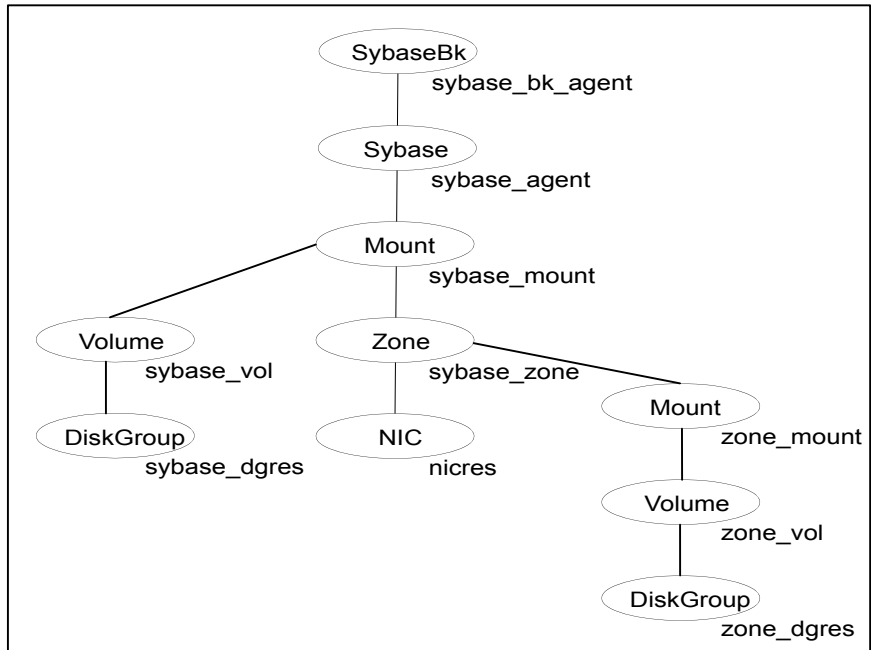 SybaseBk
sybase_bk_agent
Sybase
sybase_agent
Mount
sybase_mount
Volume
sybase_vol
Zone
sybase_zone
Mount
zone_mount
DiskGroup
sybase_dgres
NIC
nicres
Volume
zone_vol
DiskGroup
zone_dgres